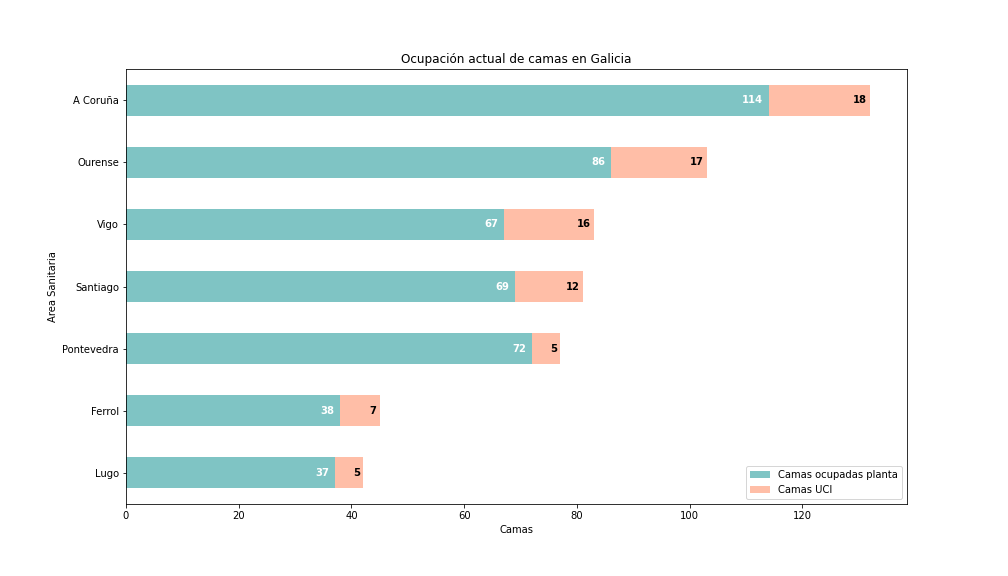 Ocupación actual de camas en Galicia
A Coruña 114 18
Ourense 86 17
Vigo 67 16
Santiago 69 12
Pontevedra 72 5
Ferrol 38 7
Lugo 37 5
Area Sanitaria
Camas ocupadas planta
Camas UCI
0 20 40 60 80 100 120
Camas